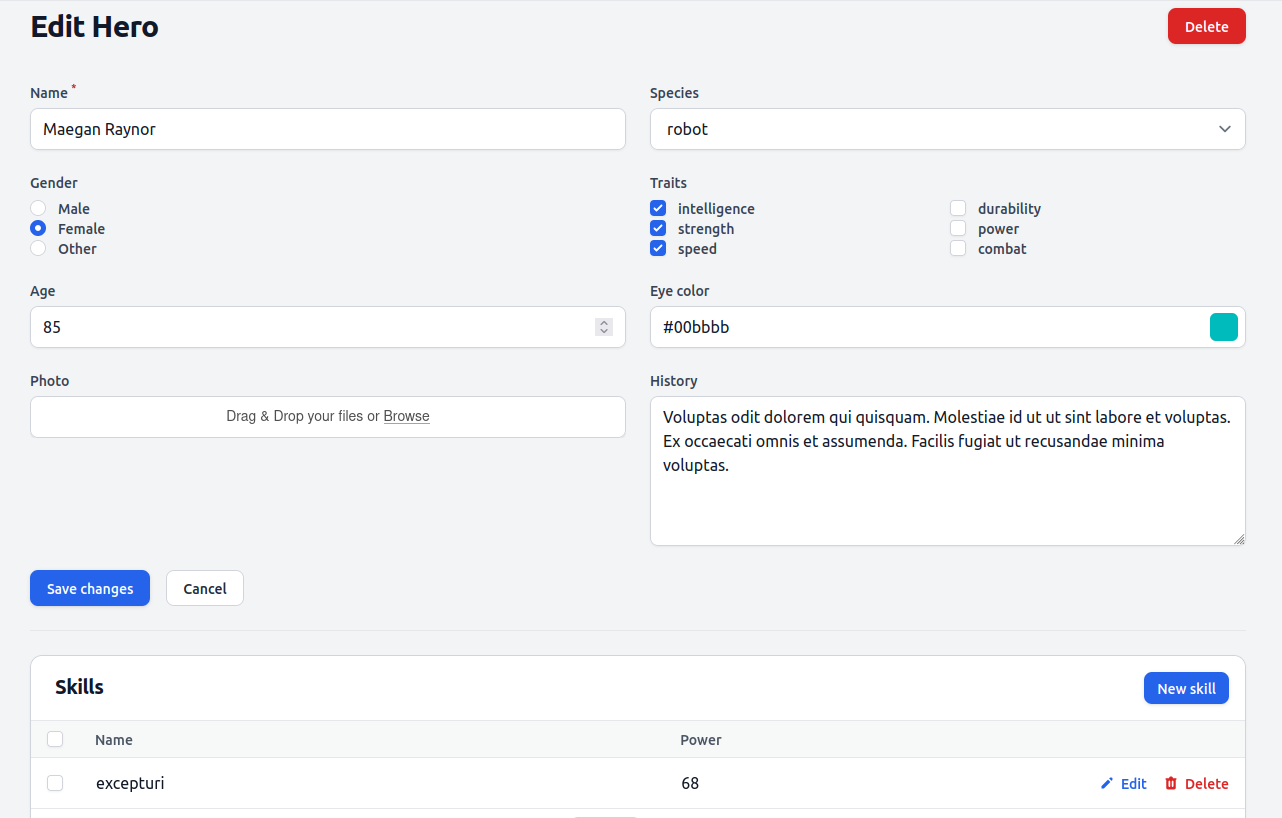 Edit Hero
Delete
Name *
Species
Maegan Raynor
robot
Gender
Traits
Male
Female
Other
intelligence
strength
speed
durability
power
combat
Age
Eye color
85
#00bbbb
Photo
History
Drag & Drop your files or Browse
Voluptas odit dolorem qui quisquam. Molestiae id ut ut sint labore et voluptas.
Ex occaecati omnis et assumenda. Facilis fugiat ut recusandae minima
voluptas.
Save changes
Cancel
Skills
New skill
Name
Power
excepturi
68
Edit
Delete